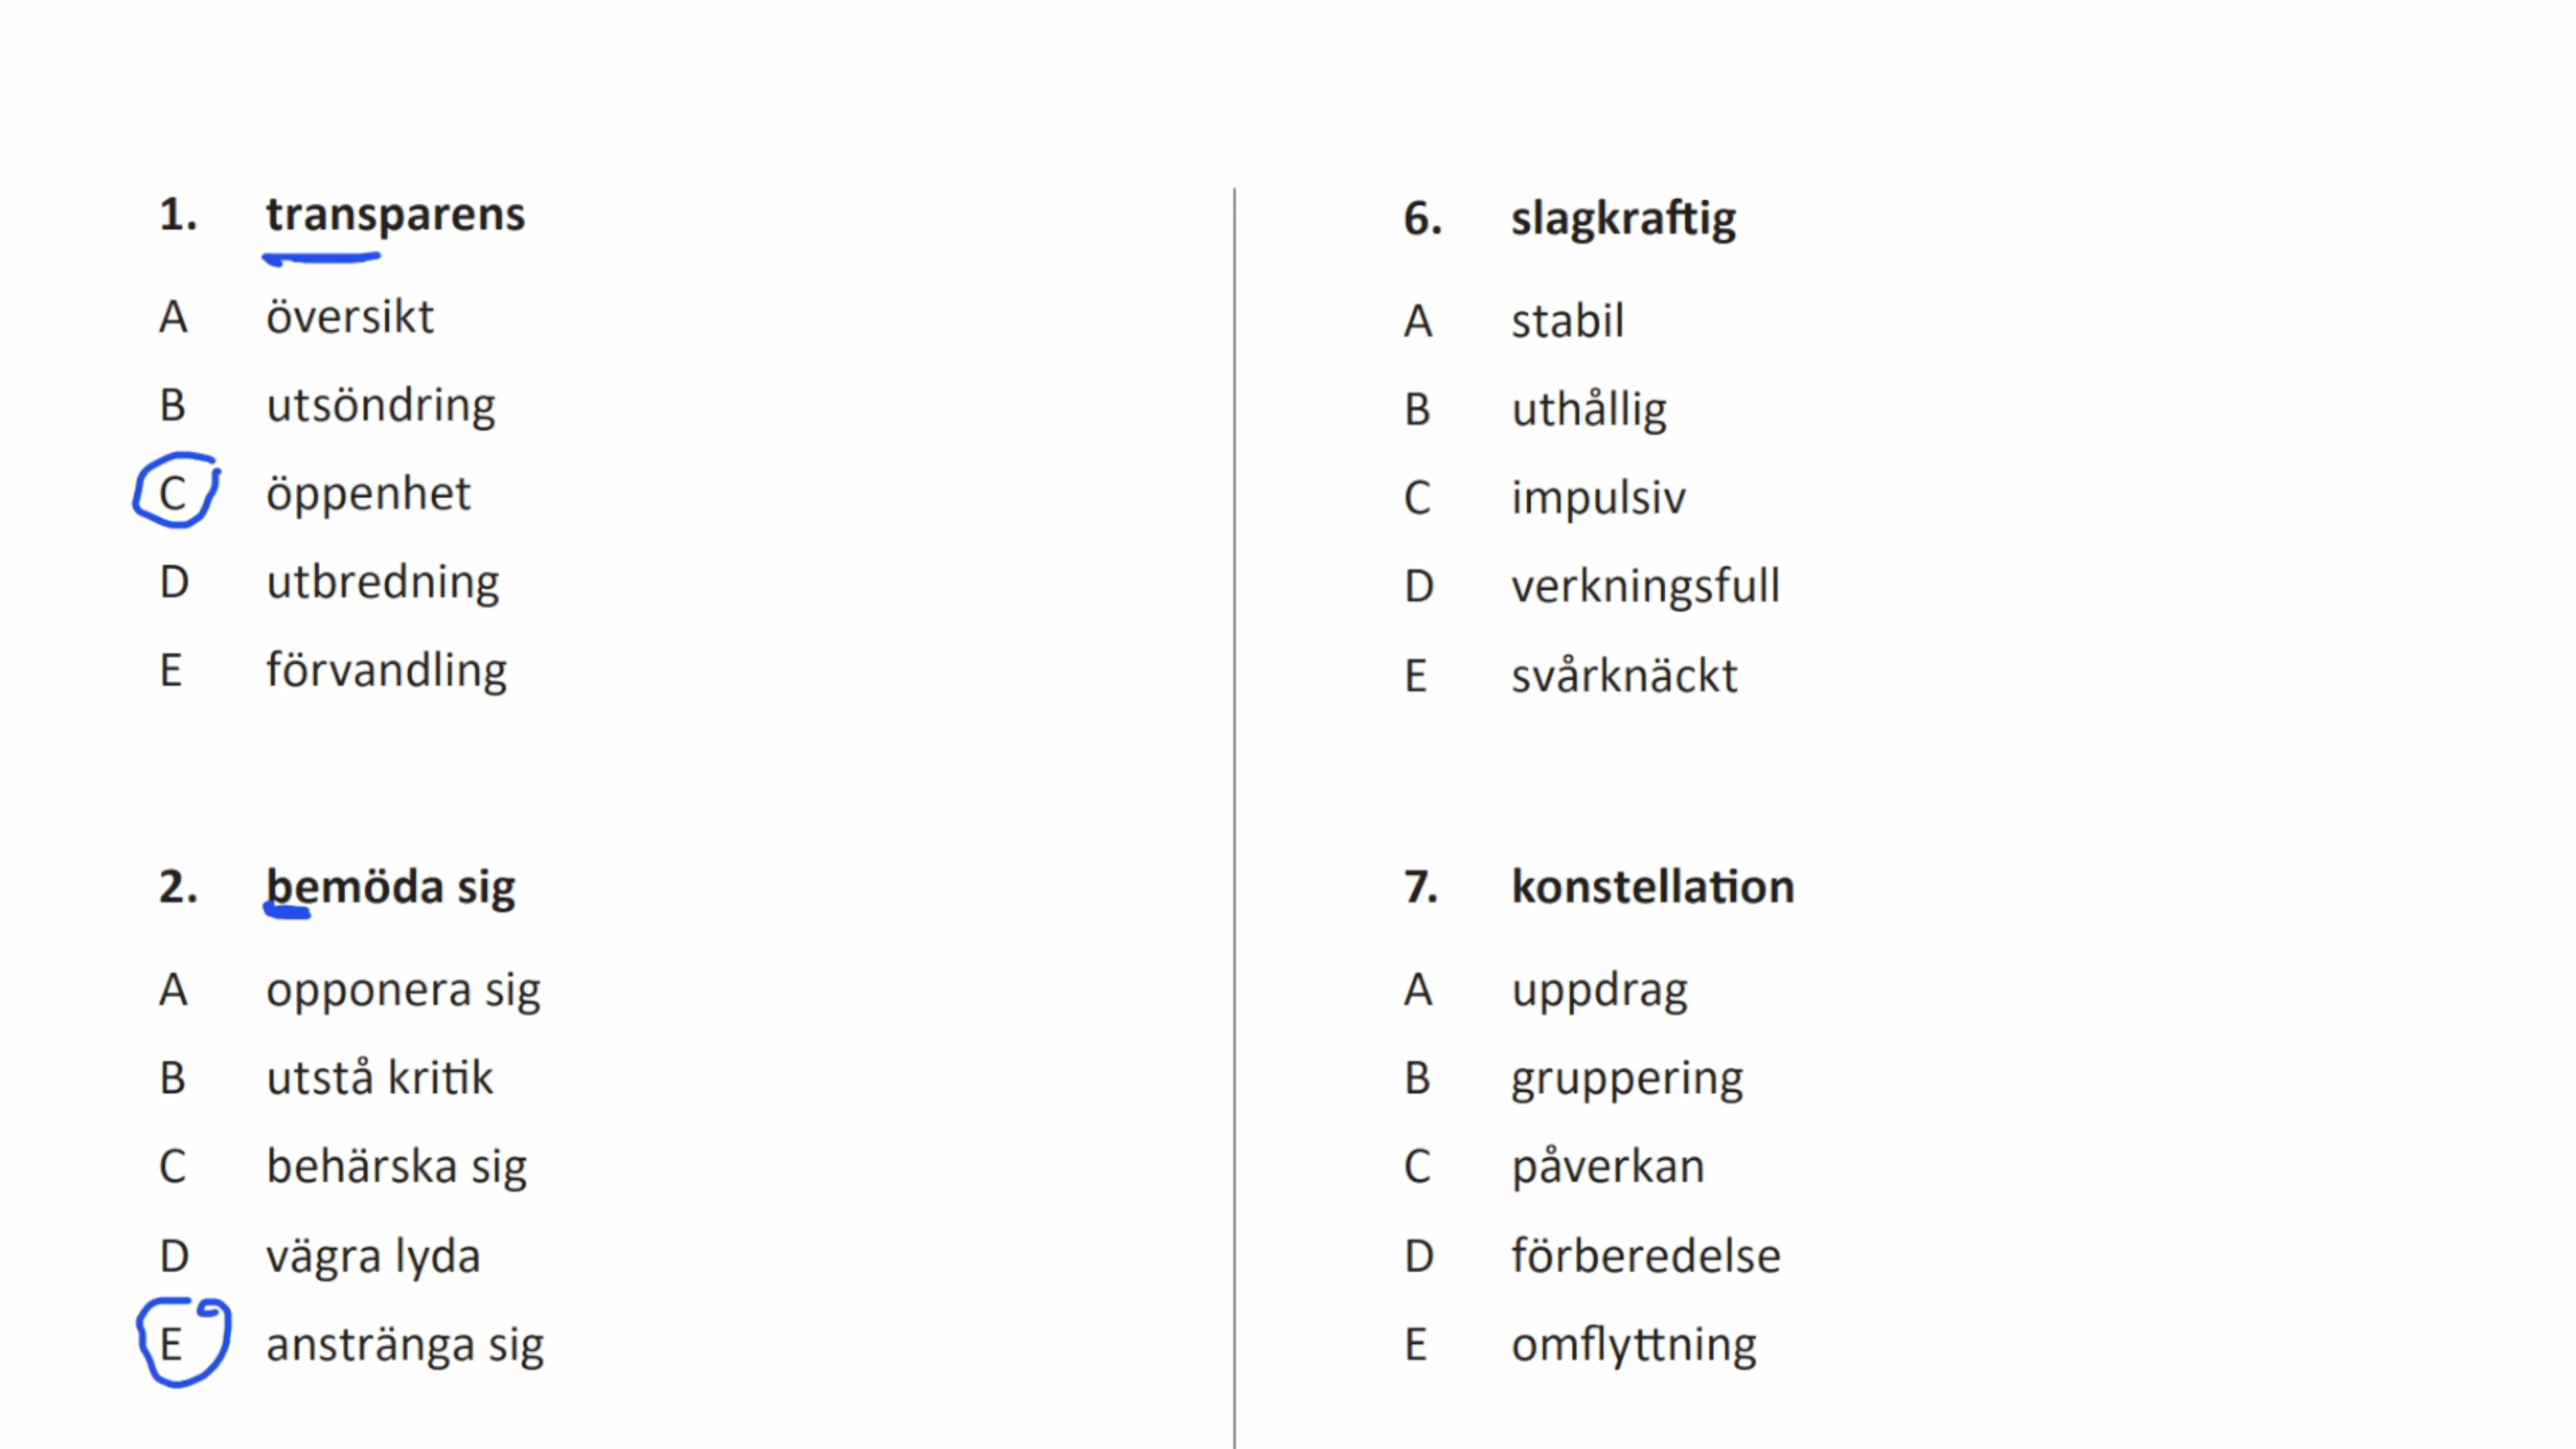 1. transparens
A översikt
B utsöndring
C öppenhet
D utbredning
E förvandling
2. bemöda sig
A opponera sig
B utstå kritik
C behärska sig
D vägra lyda
E anstränga sig
6. slagkraftig
A stabil
B uthållig
C impulsiv
D verkningsfull
E svårknäckt
7. konstellation
A uppdrag
B gruppering
C påverkan
D förberedelse
E omflyttning